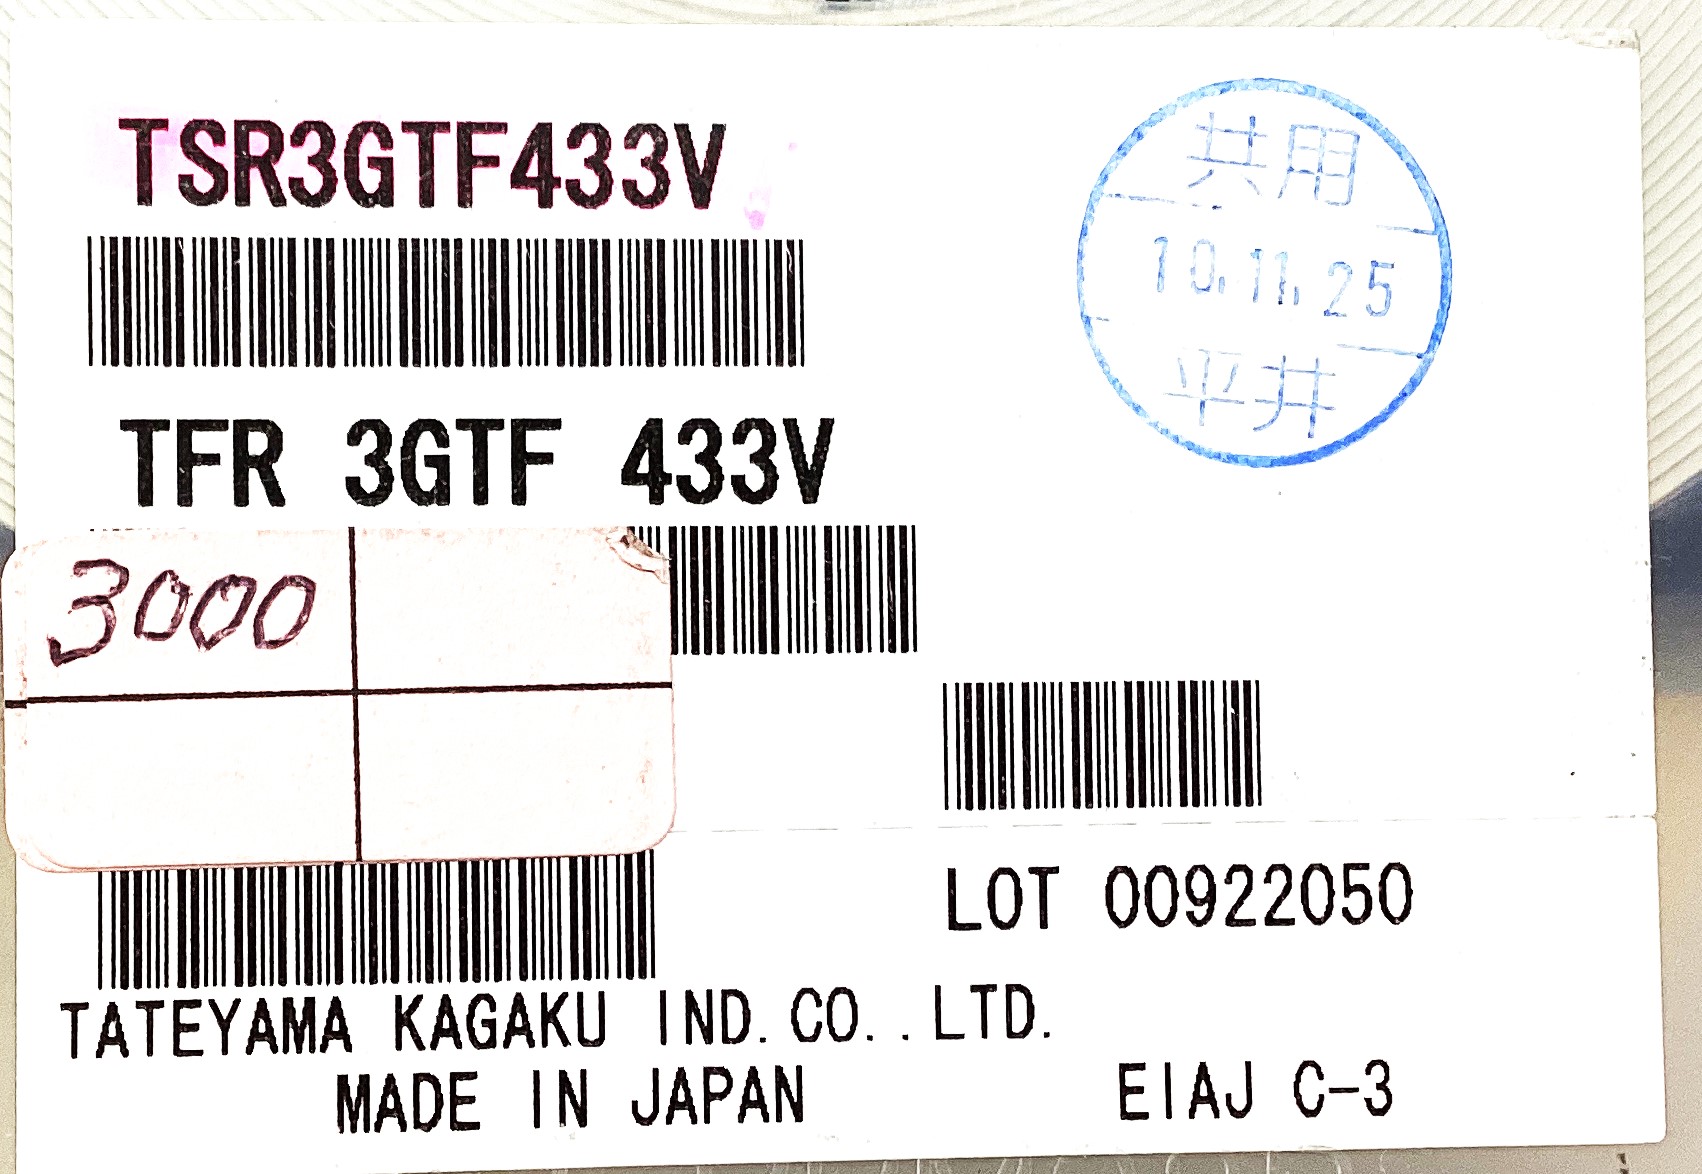 TSR3GTF433V
共用
10.11.25
平井
TFR 3GTF 433V
3000
LOT 00922050
TATEYAMA KAGAKU IND. CO. . LTD.
MADE IN JAPAN
EIAJ C-3